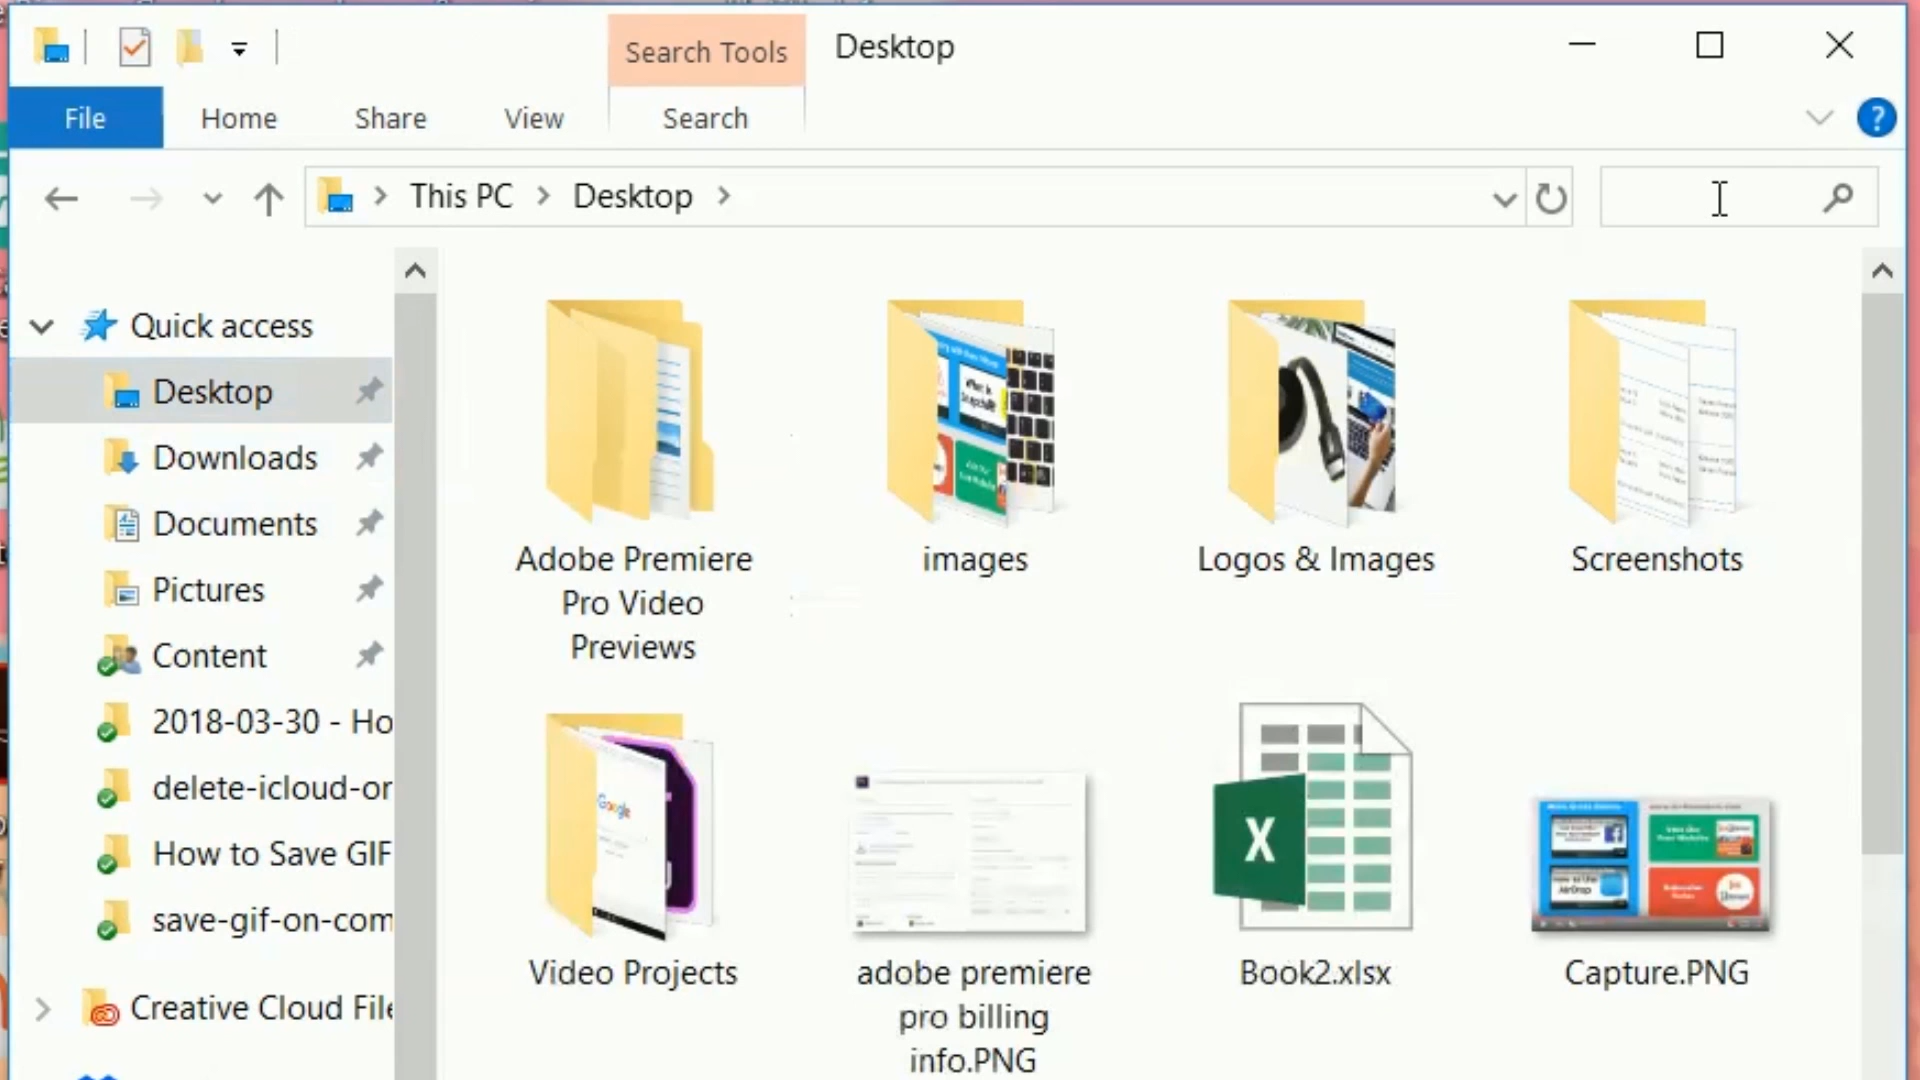 Search Tools
Desktop
File
Home
Share
View
Search
?
This PC
Desktop
Quick access
Desktop
Downloads
Documents
Pictures
Content
2018-03-30 - Ho
delete-icloud-or
How to Save GIF
save-gif-on-com
Creative Cloud File
Adobe Premiere
Pro Video
Previews
images
Logos & Images
Screenshots
Google
Video Projects
adobe premiere
pro billing
info.PNG
X
Book2.xlsx
Capture.PNG